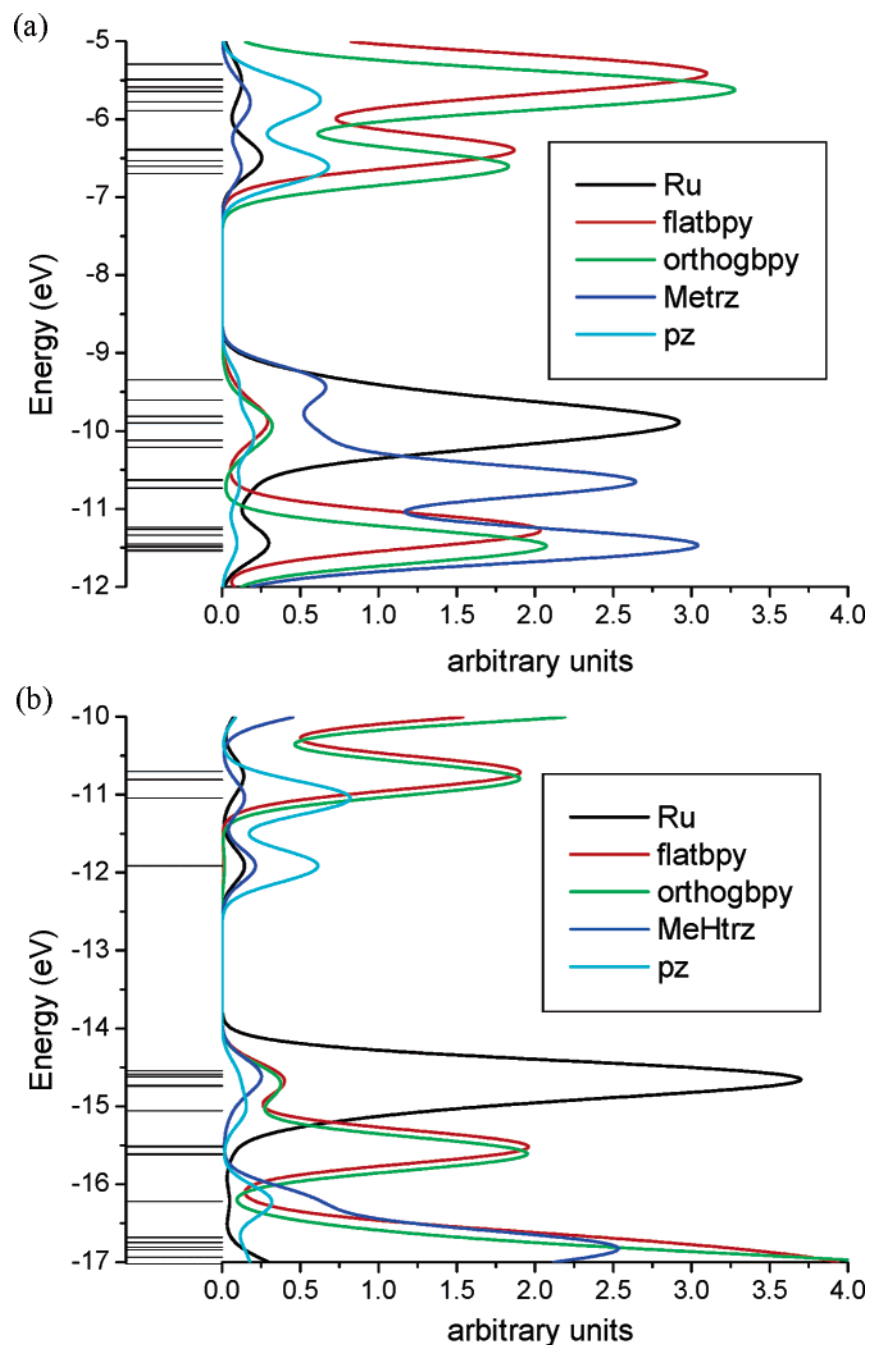 (a)
-5
-6
-7
-8
-9
-10
-11
-12
Energy (eV)
Ru
flatbpy
orthogbpy
Metrz
pz
0.0 0.5 1.0 1.5 2.0 2.5 3.0 3.5 4.0
arbitrary units
(b)
-10
-11
-12
-13
-14
-15
-16
-17
Energy (eV)
Ru
flatbpy
orthogbpy
MeHtrz
pz
0.0 0.5 1.0 1.5 2.0 2.5 3.0 3.5 4.0
arbitrary units